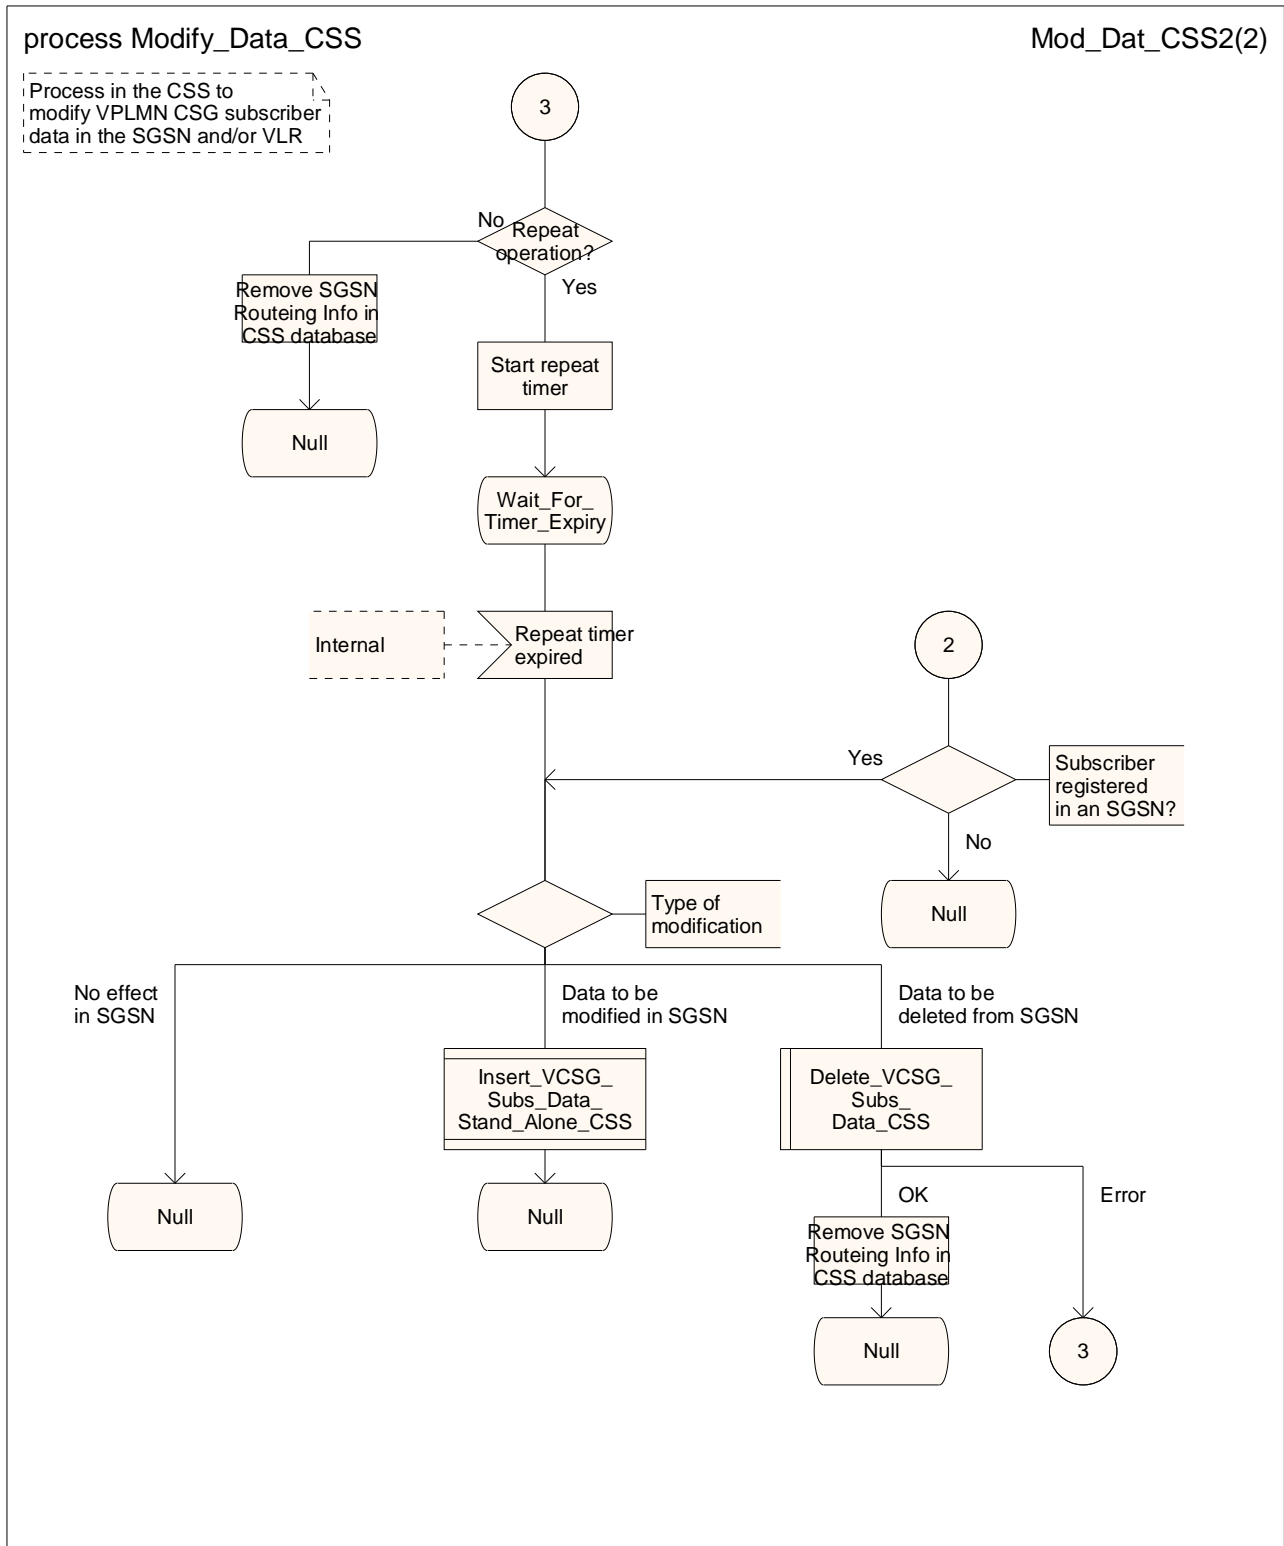 process Modify_Data_CSS
Mod_Dat_CSS2(2)
Process in the CSS to
modify VPLMN CSG subscriber
data in the SGSN and/or VLR
3
No
Repeat
operation?
Yes
Remove SGSN
Routeing Info in
CSS database
Start repeat
timer
Null
Wait_For_
Timer_Expiry
Internal
Repeat timer
expired
2
Yes
Subscriber
registered
in an SGSN?
No
Null
Type of
modification
No effect
in SGSN
Data to be
modified in SGSN
Data to be
deleted from SGSN
Insert_VCSG_
Subs_Data_
Stand_Alone_CSS
Delete_VCSG_
Subs_
Data_CSS
OK
Error
Null
Null
Remove SGSN
Routeing Info in
CSS database
Null
3